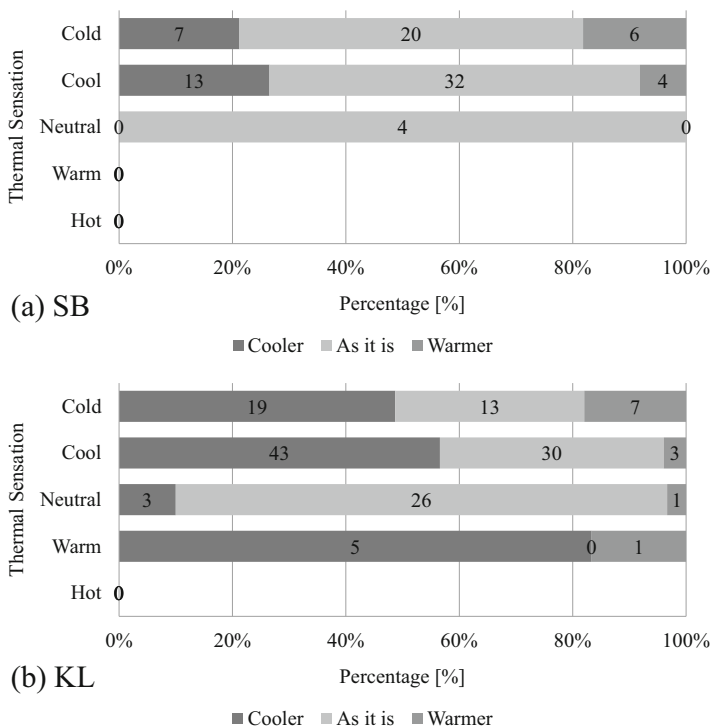 Thermal Sensation
Cold 7 20 6
Cool 13 32 4
Neutral 0 4 0
Warm 0
Hot 0
0% 20% 40% 60% 80% 100%
Percentage [%]
(a) SB
Cooler As it is Warmer
Thermal Sensation
Cold 19 13 7
Cool 43 30 3
Neutral 3 26 1
Warm 5 0 1
Hot 0
0% 20% 40% 60% 80% 100%
Percentage [%]
(b) KL
Cooler As it is Warmer